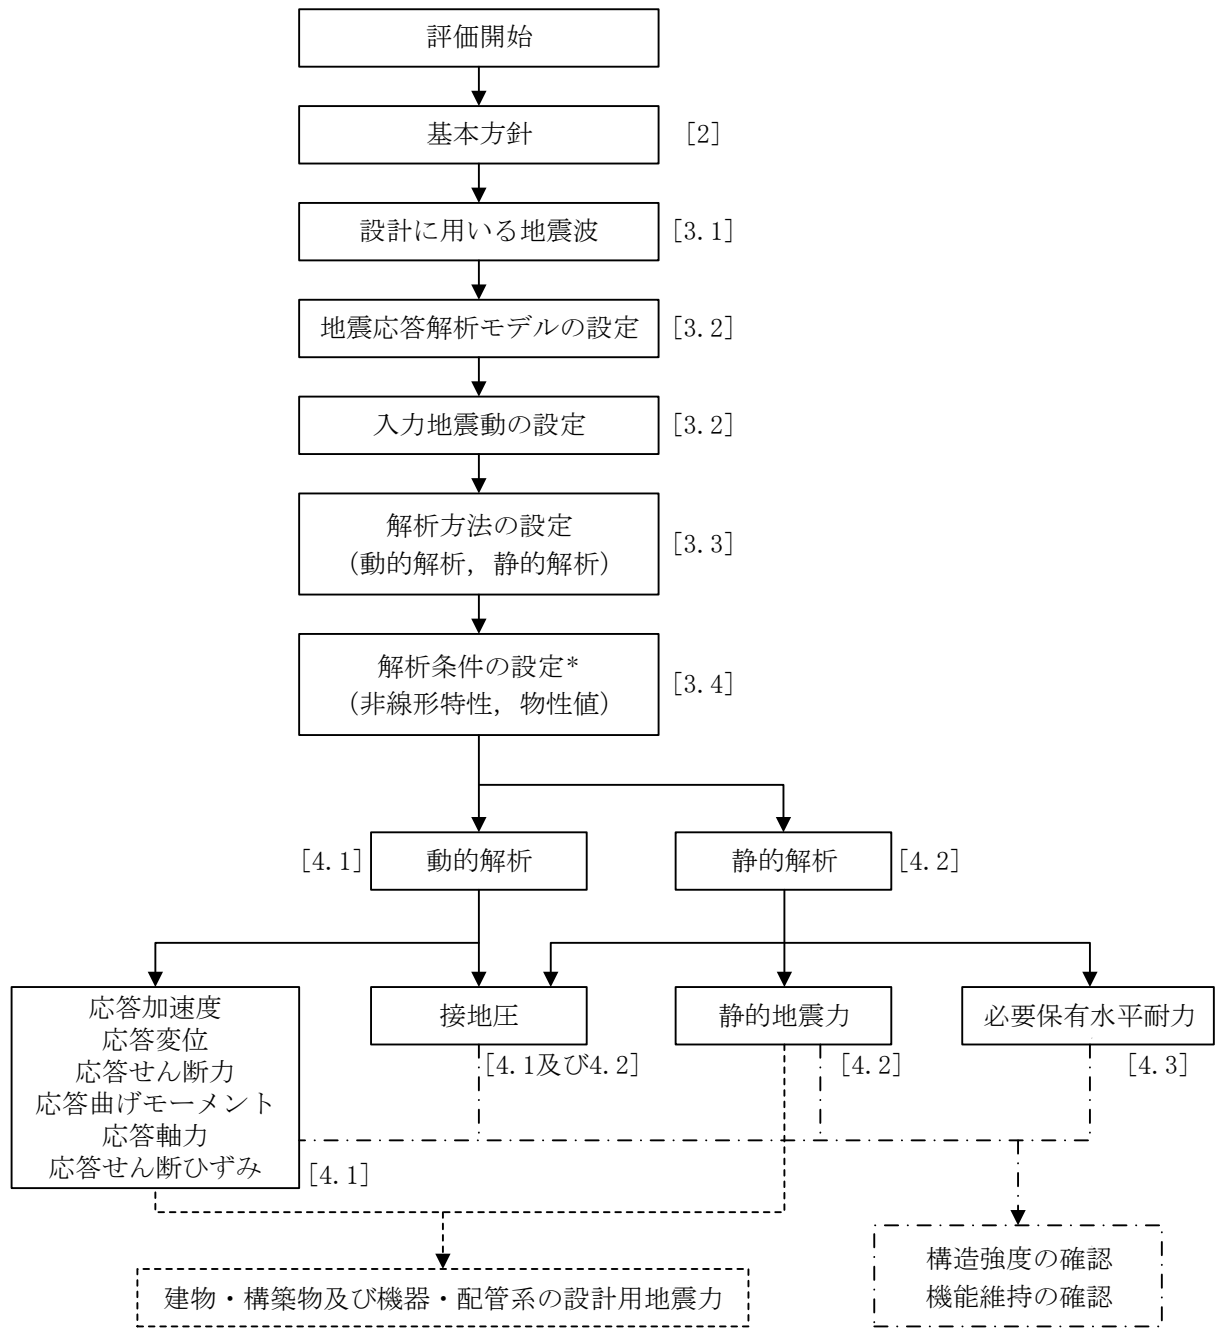 評価開始
基本方針
[2]
設計に用いる地震波
[3.1]
地震応答解析モデルの設定
[3.2]
入力地震動の設定
[3.2]
解析方法の設定
(動的解析，静的解析)
[3.3]
解析条件の設定*
(非線形特性，物性値)
[3.4]
[4.1]
動的解析
静的解析
[4.2]
応答加速度
応答変位
応答せん断力
応答曲げモーメント
応答軸力
応答せん断ひずみ
[4.1]
接地圧
[4.1及び4.2]
静的地震力
[4.2]
必要保有水平耐力
[4.3]
建物・構築物及び機器・配管系の設計用地震力
構造強度の確認
機能維持の確認